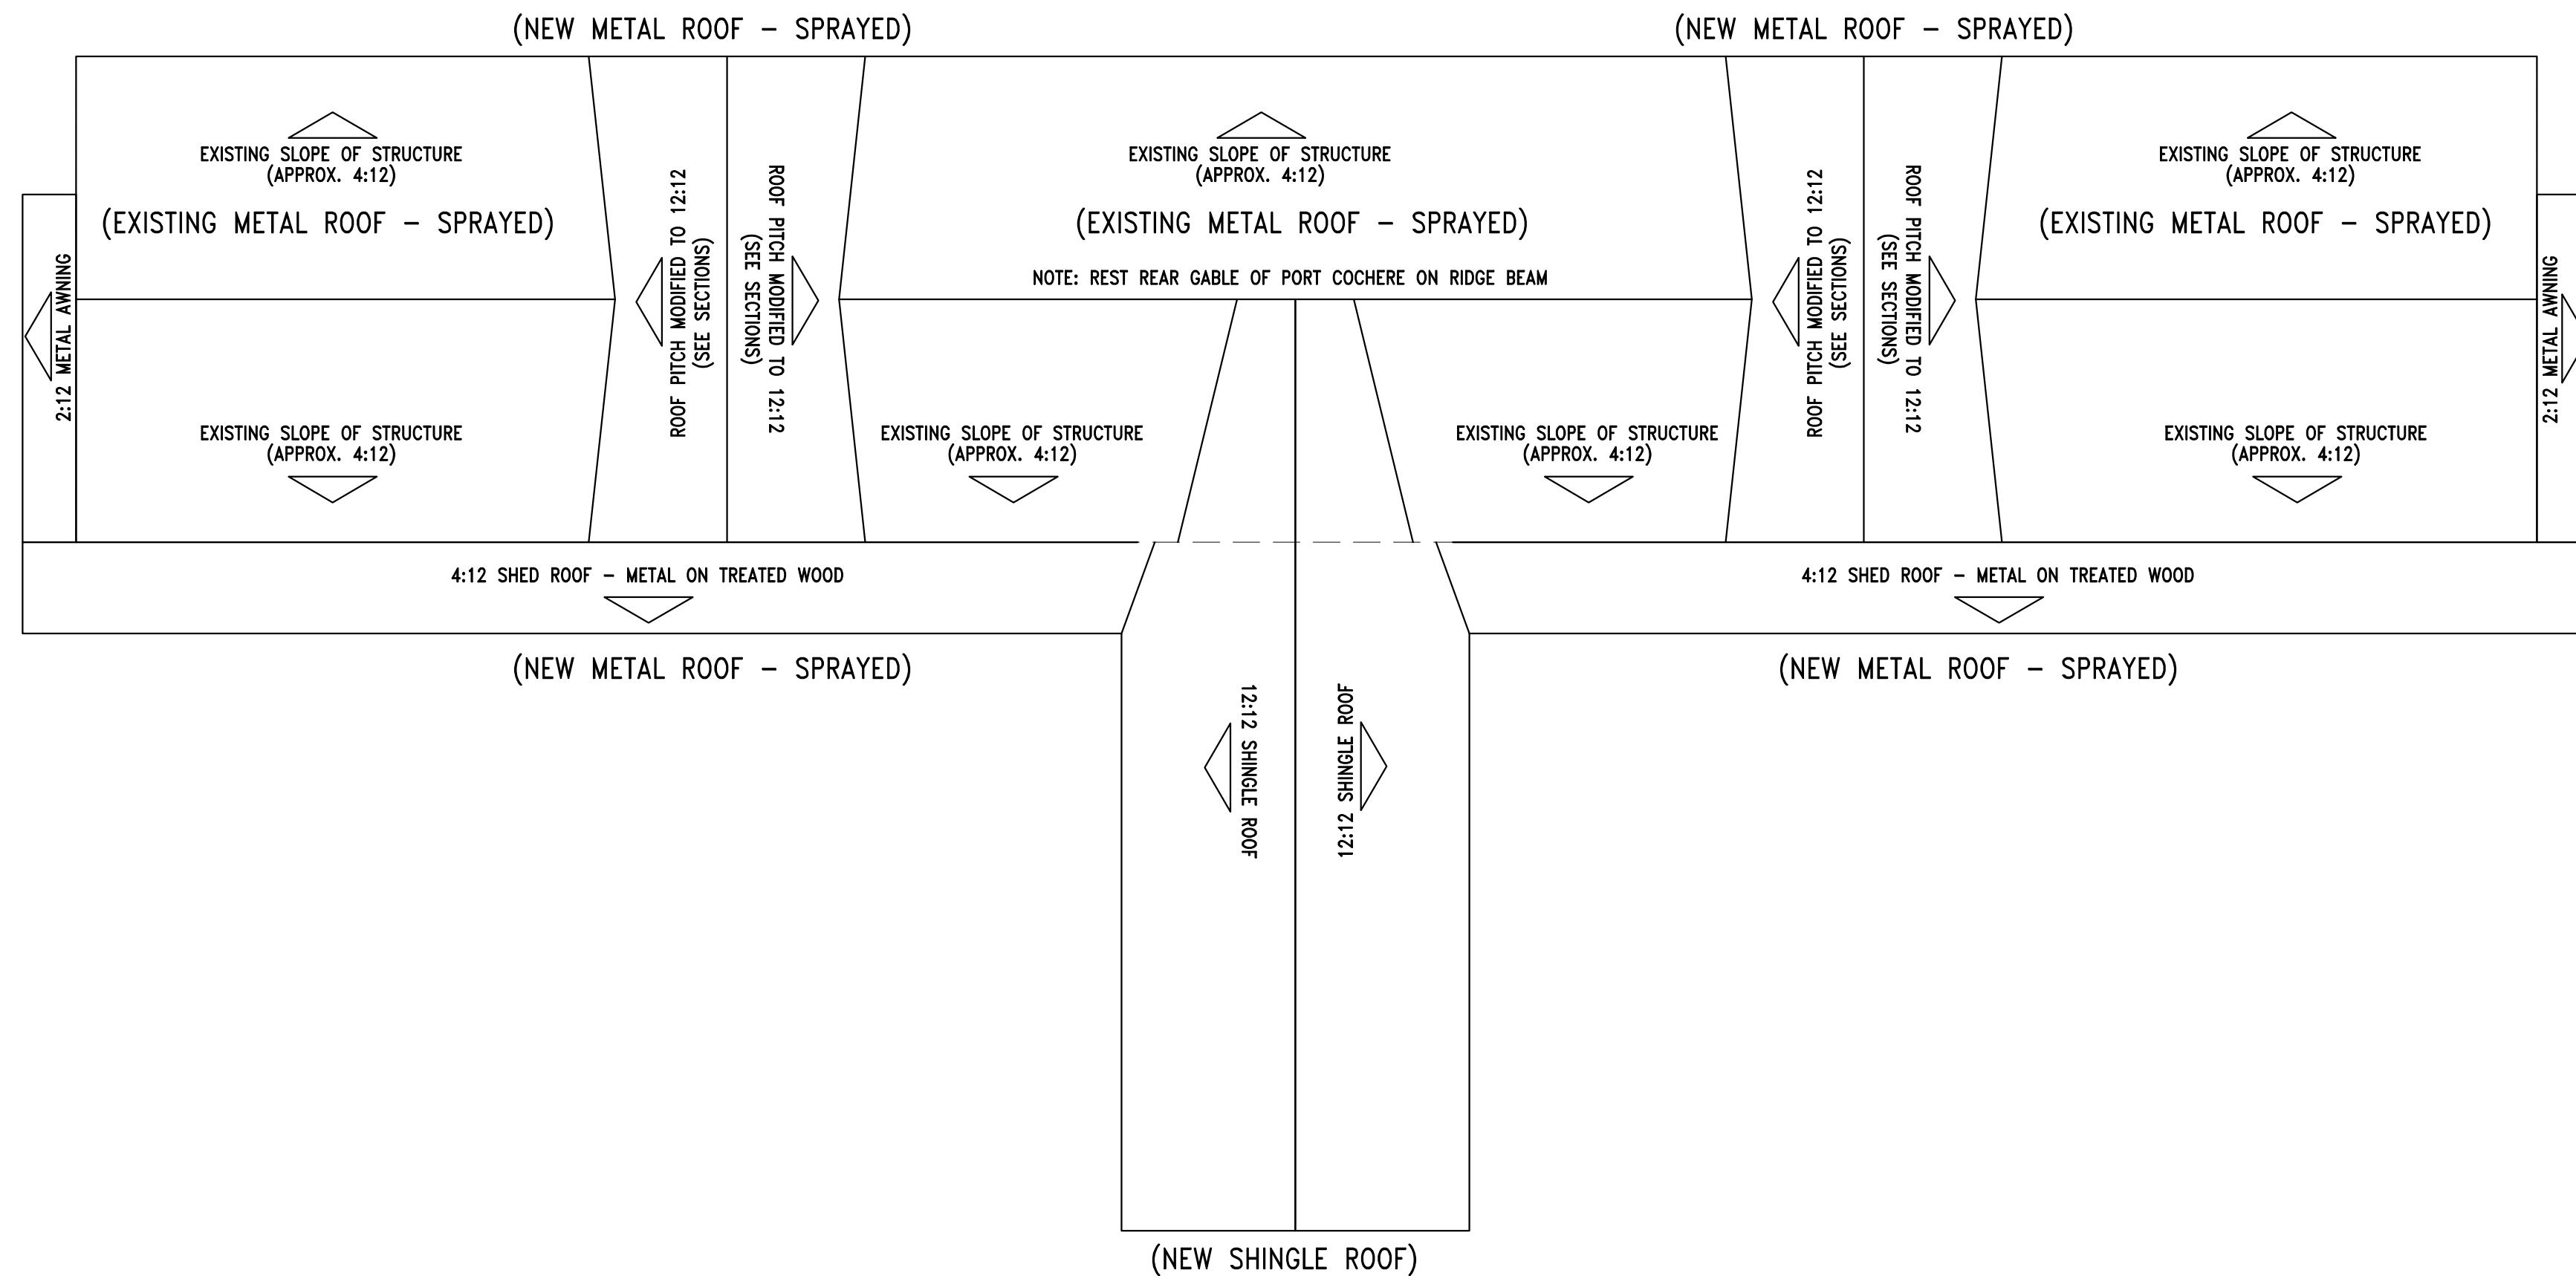 (NEW METAL ROOF - SPRAYED)
(NEW METAL ROOF - SPRAYED)
EXISTING SLOPE OF STRUCTURE
(APPROX. 4:12)
(EXISTING METAL ROOF - SPRAYED)
2:12 METAL AWNING
ROOF PITCH MODIFIED TO 12:12
(SEE SECTIONS)
ROOF PITCH MODIFIED TO 12:12
(SEE SECTIONS)
EXISTING SLOPE OF STRUCTURE
(APPROX. 4:12)
(EXISTING METAL ROOF - SPRAYED)
NOTE: REST REAR GABLE OF PORT COCHERE ON RIDGE BEAM
ROOF PITCH MODIFIED TO 12:12
(SEE SECTIONS)
ROOF PITCH MODIFIED TO 12:12
(SEE SECTIONS)
EXISTING SLOPE OF STRUCTURE
(APPROX. 4:12)
(EXISTING METAL ROOF - SPRAYED)
2:12 METAL AWNING
EXISTING SLOPE OF STRUCTURE
(APPROX. 4:12)
EXISTING SLOPE OF STRUCTURE
(APPROX. 4:12)
EXISTING SLOPE OF STRUCTURE
(APPROX. 4:12)
EXISTING SLOPE OF STRUCTURE
(APPROX. 4:12)
4:12 SHED ROOF - METAL ON TREATED WOOD
4:12 SHED ROOF - METAL ON TREATED WOOD
(NEW METAL ROOF - SPRAYED)
(NEW METAL ROOF - SPRAYED)
12:12 SHINGLE ROOF
12:12 SHINGLE ROOF
(NEW SHINGLE ROOF)